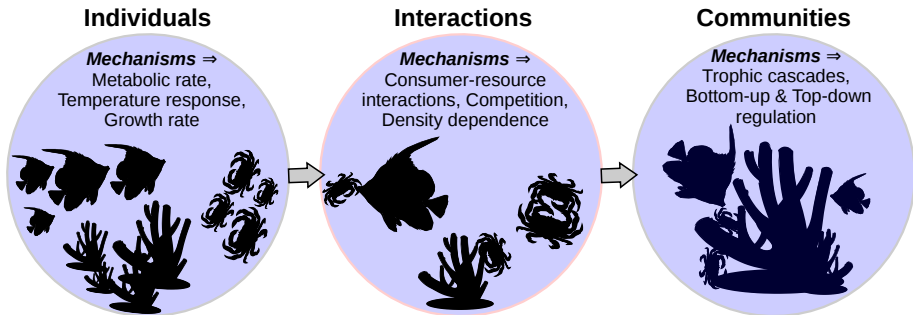 Individuals
Mechanisms ⇒
Metabolic rate,
Temperature response,
Growth rate
Interactions
Mechanisms ⇒
Consumer-resource
interactions, Competition,
Density dependence
Communities
Mechanisms ⇒
Trophic cascades,
Bottom-up & Top-down
regulation